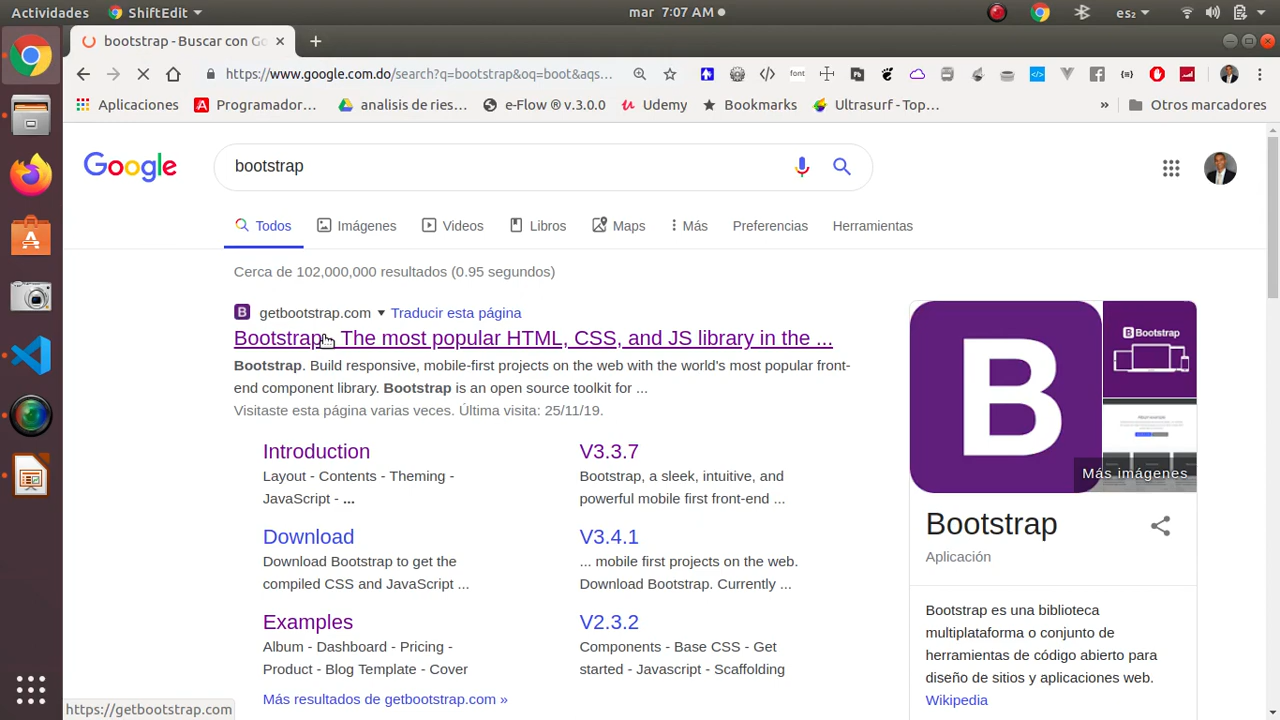 Actividades
ShiftEdit
mar 7:07 AM
es₂
bootstrap - Buscar con Go
https://www.google.com.do/search?q=bootstrap&oq=boot&aqs...
font
Aplicaciones
Programador...
analisis de ries...
e-Flow ® v.3.0.0
Udemy
Bookmarks
Ultrasurf - Top...
»
Otros marcadores
Google
bootstrap
Todos
Imágenes
Videos
Libros
Maps
Más
Preferencias
Herramientas
Cerca de 102,000,000 resultados (0.95 segundos)
B
getbootstrap.com
Traducir esta página
Bootstrap · The most popular HTML, CSS, and JS library in the ...
Bootstrap. Build responsive, mobile-first projects on the web with the world's most popular front-
end component library. Bootstrap is an open source toolkit for ...
Visitaste esta página varias veces. Última visita: 25/11/19.
Introduction
Layout - Contents - Theming -
JavaScript - ...
V3.3.7
Bootstrap, a sleek, intuitive, and
powerful mobile first front-end ...
Download
Download Bootstrap to get the
compiled CSS and JavaScript ...
V3.4.1
... mobile first projects on the web.
Download Bootstrap. Currently ...
Examples
Album - Dashboard - Pricing -
Product - Blog Template - Cover
V2.3.2
Components - Base CSS - Get
started - Javascript - Scaffolding
Más resultados de getbootstrap.com »
B
Bootstrap
Más imágenes
Bootstrap
Aplicación
Bootstrap es una biblioteca
multiplataforma o conjunto de
herramientas de código abierto para
diseño de sitios y aplicaciones web.
Wikipedia
https://getbootstrap.com